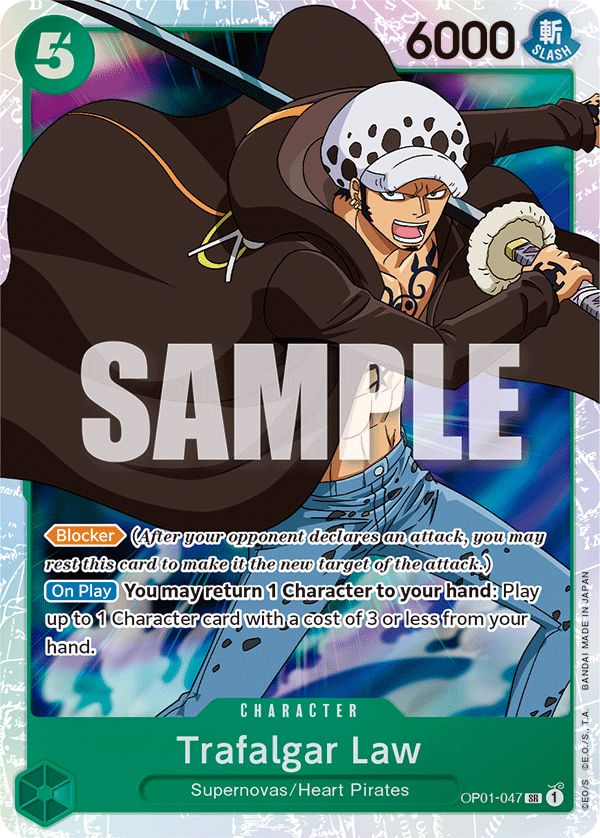 5
6000
斬
SLASH
SAMPLE
Blocker (After your opponent declares an attack, you may
rest this card to make it the new target of the attack.)
On Play You may return 1 Character to your hand: Play
up to 1 Character card with a cost of 3 or less from your
hand.
CHARACTER
Trafalgar Law
Supernovas/Heart Pirates
OP01-047 SR 1
©EO/S ©E.O./S, T.A. BANDAI MADE IN JAPAN